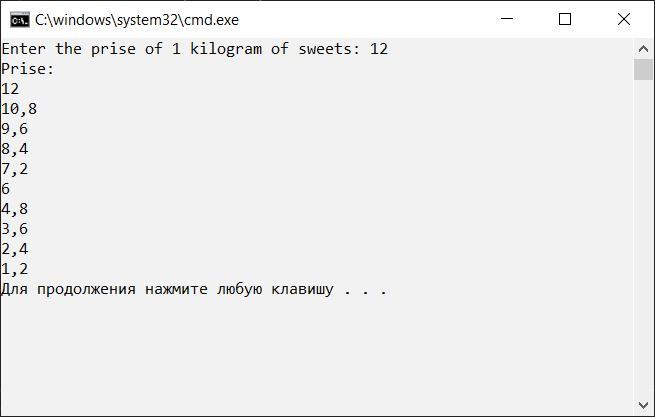 C:\windows\system32\cmd.exe
Enter the prise of 1 kilogram of sweets: 12
Prise:
12
10,8
9,6
8,4
7,2
6
4,8
3,6
2,4
1,2
Для продолжения нажмите любую клавишу . . .